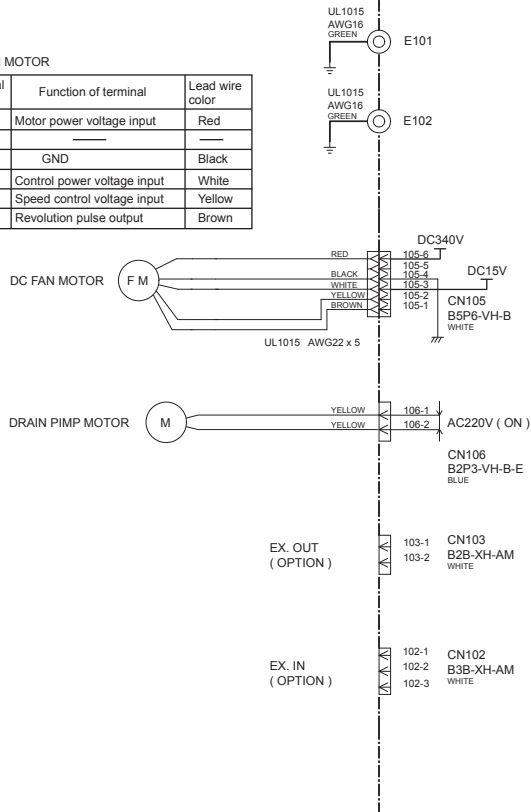 UL1015
AWG16
GREEN
E101
UL1015
AWG16
GREEN
E102
MOTOR
Function of terminal
Lead wire color
Motor power voltage input
Red
GND
Black
Control power voltage input
White
Speed control voltage input
Yellow
Revolution pulse output
Brown
DC FAN MOTOR
F M
RED
BLACK
WHITE
YELLOW
BROWN
105-6
105-5
105-4
105-3
105-2
105-1
DC340V
DC15V
CN105
B5P6-VH-B
WHITE
UL1015 AWG22 x 5
DRAIN PIMP MOTOR
M
YELLOW
YELLOW
106-1
106-2
AC220V ( ON )
CN106
B2P3-VH-B-E
BLUE
EX. OUT
( OPTION )
103-1
103-2
CN103
B2B-XH-AM
WHITE
EX. IN
( OPTION )
102-1
102-2
102-3
CN102
B3B-XH-AM
WHITE